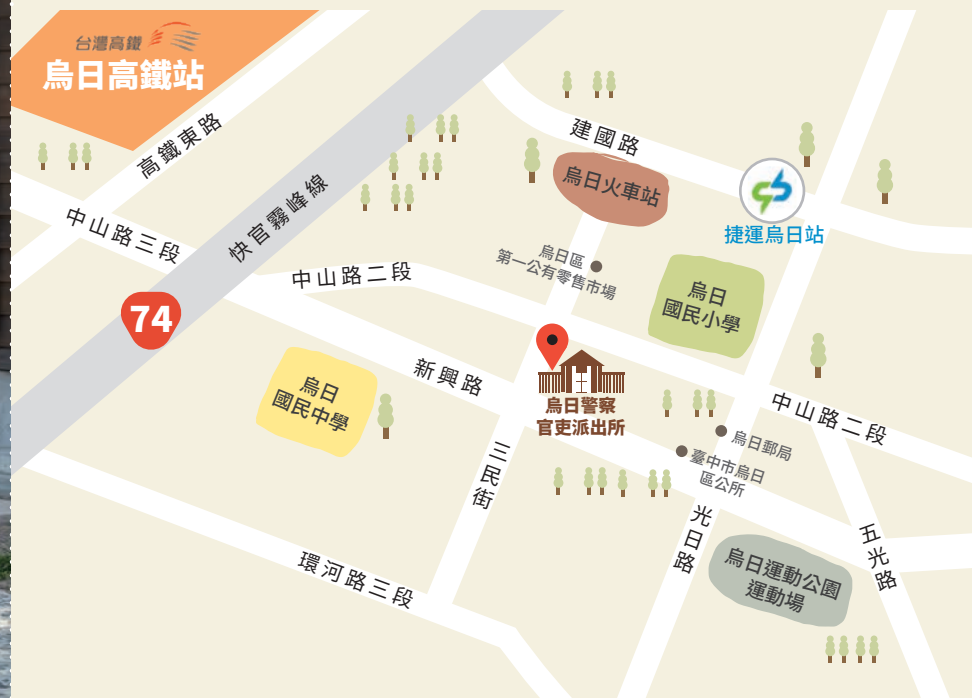 台灣高鐵
烏日高鐵站
高鐵東路
建國路
烏日火車站
捷運烏日站
中山路三段
快官霧峰線
烏日區
第一公有零售市場
中山路二段
烏日
國民小學
74
新興路
烏日
國民中學
烏日警察
官吏派出所
中山路二段
烏日郵局
臺中市烏日
區公所
三民街
光日路
五光路
烏日運動公園
運動場
環河路三段